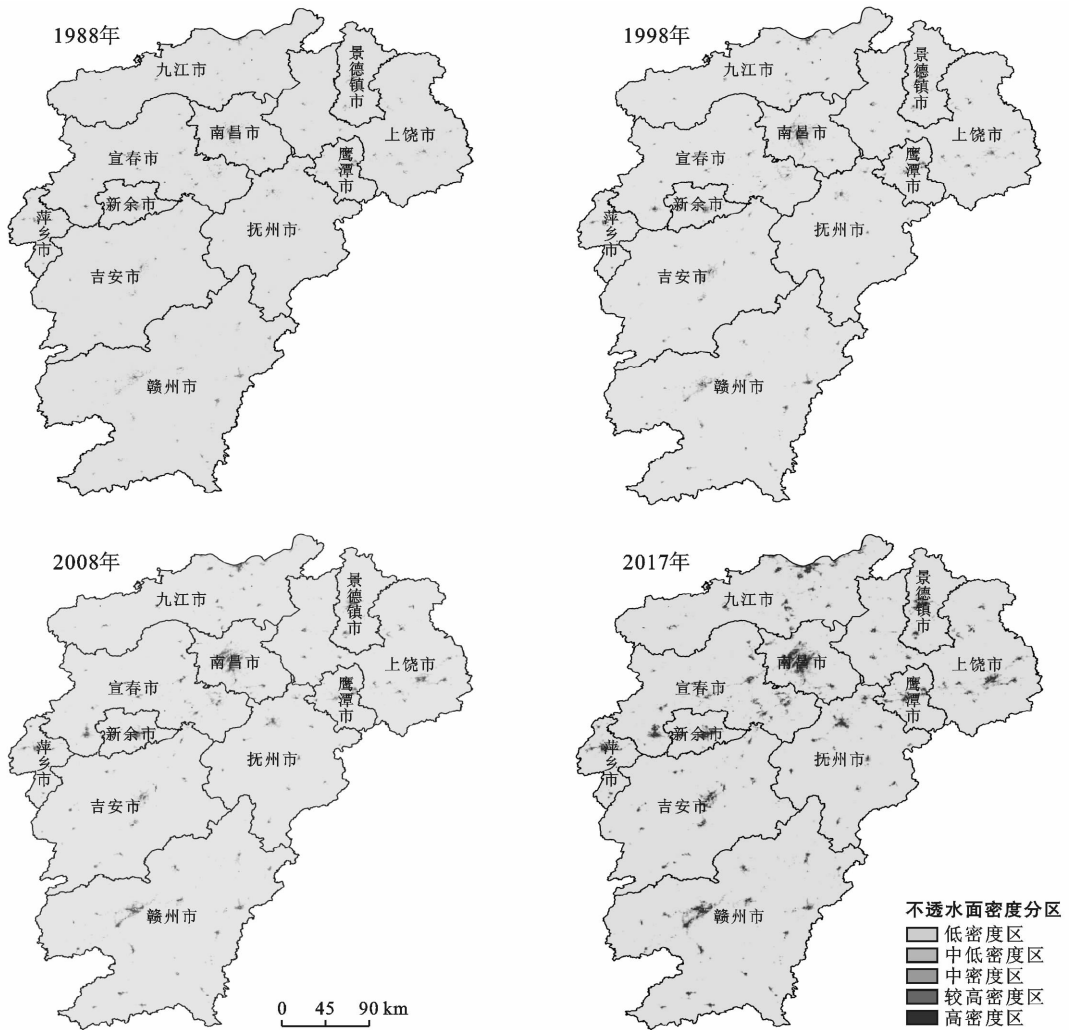 1988年
九江市
景德镇市
南昌市
上饶市
宜春市
鹰潭市
新余市
萍乡市
抚州市
吉安市
赣州市
1998年
九江市
景德镇市
南昌市
上饶市
宜春市
鹰潭市
新余市
萍乡市
抚州市
吉安市
赣州市
2008年
九江市
景德镇市
南昌市
上饶市
宜春市
鹰潭市
新余市
萍乡市
抚州市
吉安市
赣州市
0 45 90 km
2017年
九江市
景德镇市
南昌市
上饶市
宜春市
鹰潭市
新余市
萍乡市
抚州市
吉安市
赣州市
不透水面密度分区
低密度区
中低密度区
中密度区
较高密度区
高密度区